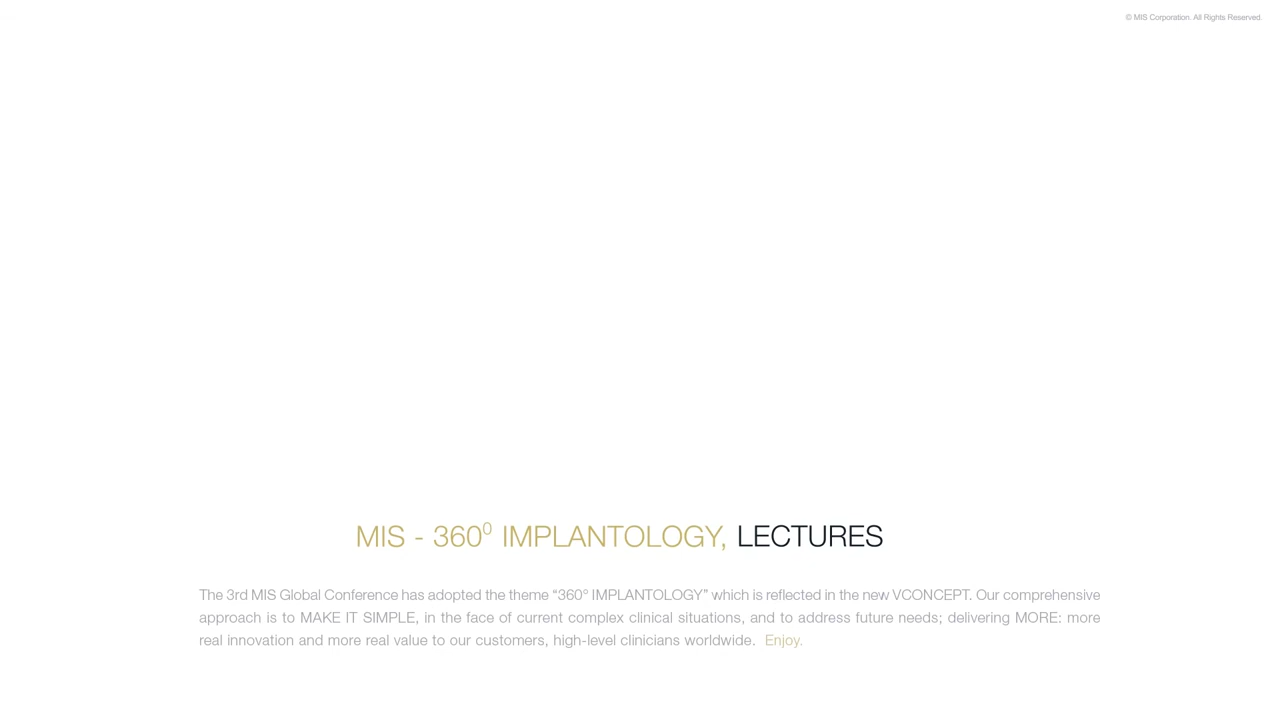 © MIS Corporation. All Rights Reserved.
MIS - 360⁰ IMPLANTOLOGY, LECTURES
The 3rd MIS Global Conference has adopted the theme “360° IMPLANTOLOGY” which is reflected in the new VCONCEPT. Our comprehensive
approach is to MAKE IT SIMPLE, in the face of current complex clinical situations, and to address future needs; delivering MORE: more
real innovation and more real value to our customers, high-level clinicians worldwide. Enjoy.